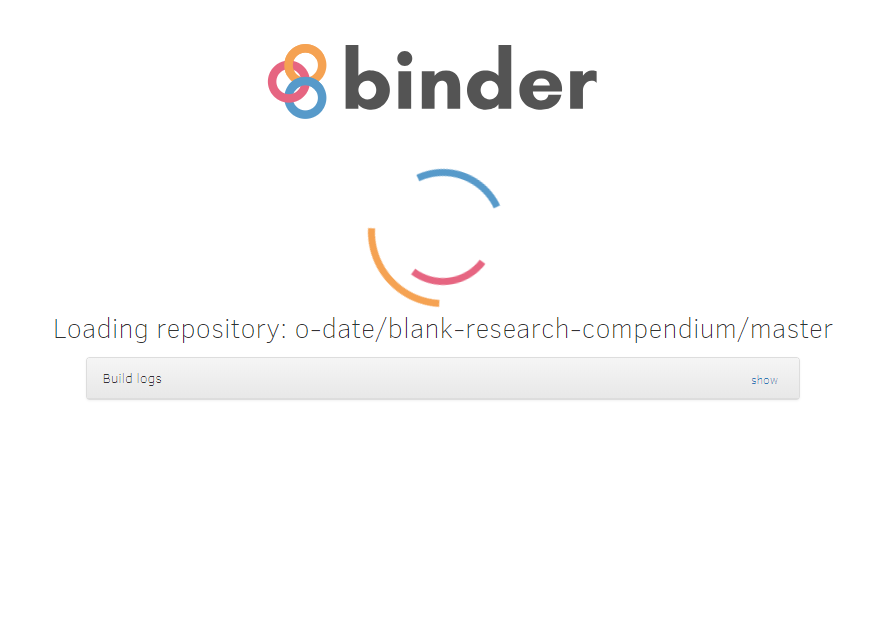 binder
Loading repository: o-date/blank-research-compendium/master
Build logs show